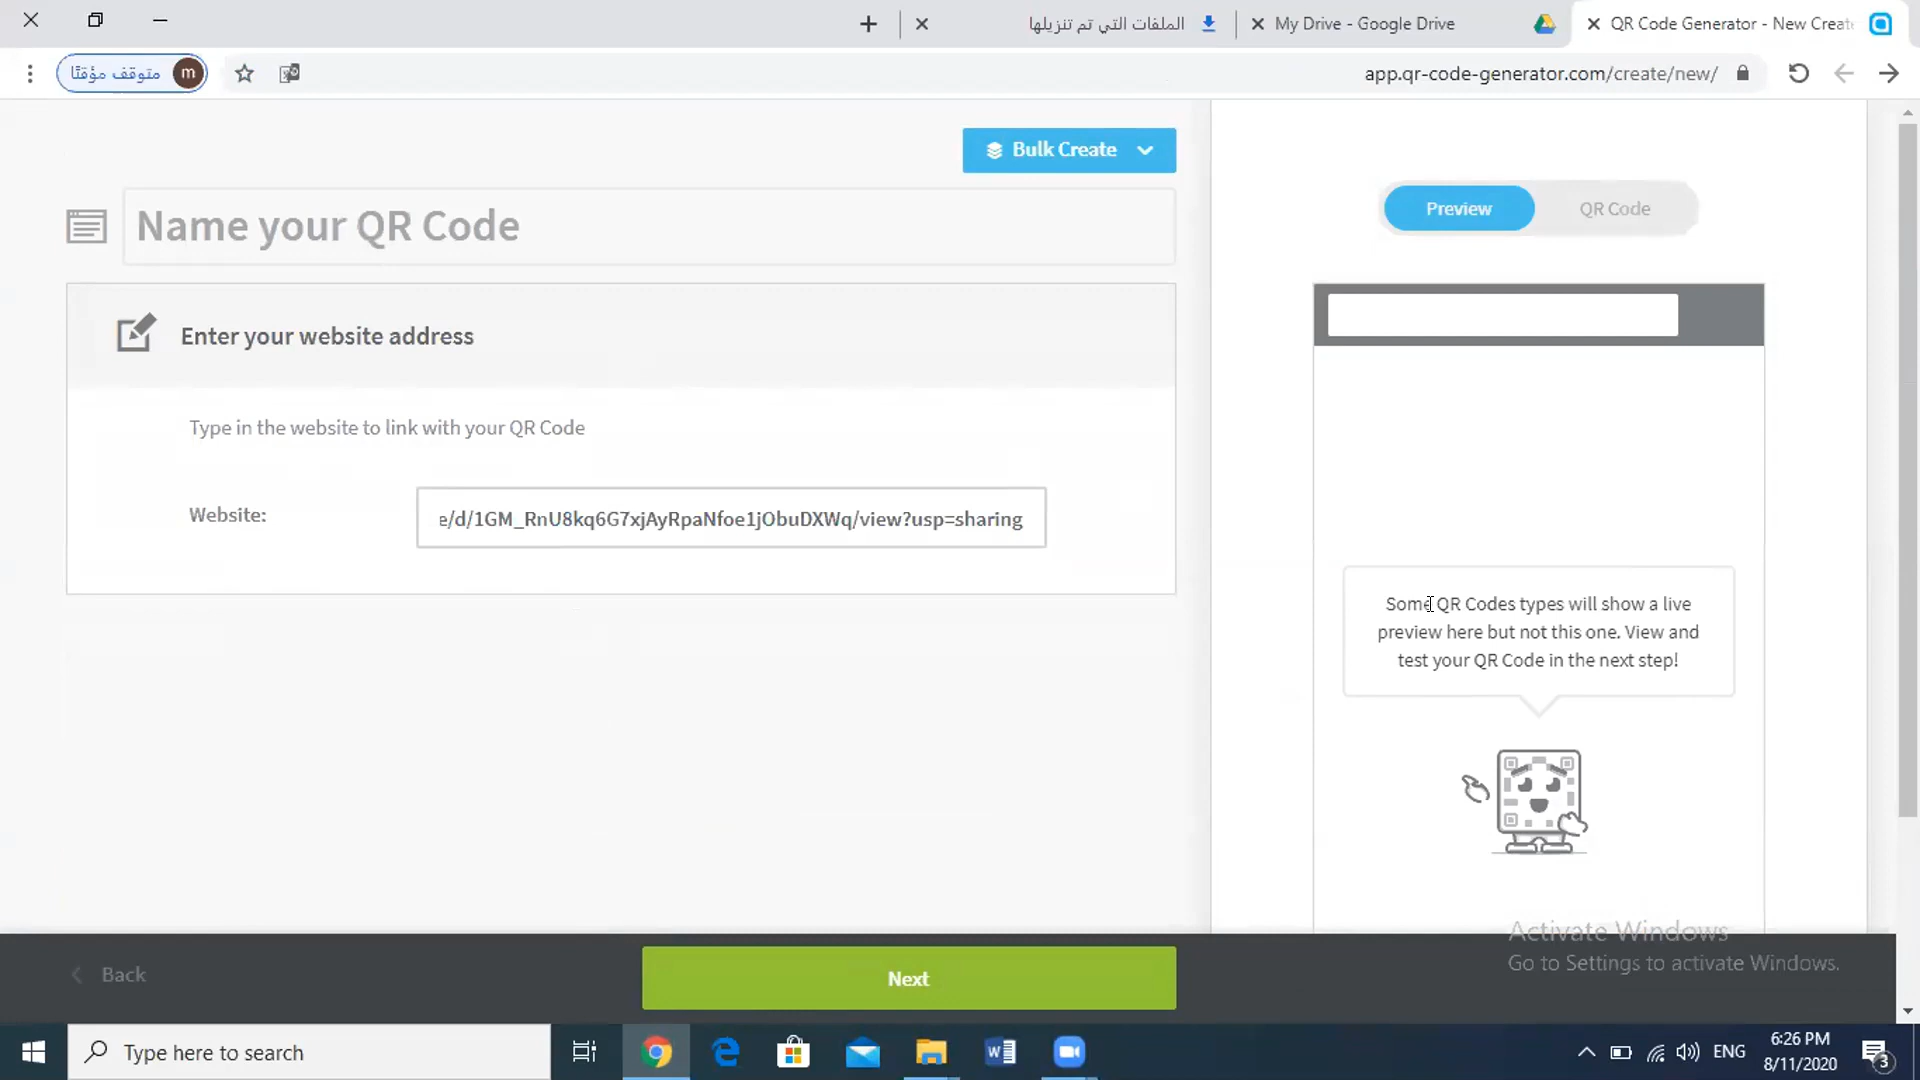 الملفات التي تم تنزيلها
My Drive - Google Drive
QR Code Generator - New Creat
متوقف مؤقتًا
m
app.qr-code-generator.com/create/new/
Bulk Create
Name your QR Code
Preview
QR Code
Enter your website address
Type in the website to link with your QR Code
Website:
e/d/1GM_RnU8kq6G7xjAyRpaNfoe1jObuDXWq/view?usp=sharing
Some QR Codes types will show a live
preview here but not this one. View and
test your QR Code in the next step!
Activate Windows
Go to Settings to activate Windows.
Back
Next
Type here to search
ENG
6:26 PM
8/11/2020
3